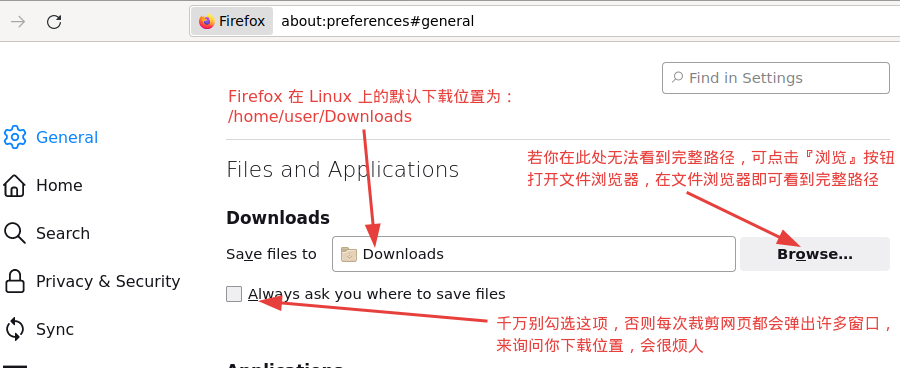 Firefox about:preferences#general
Find in Settings
Firefox 在 Linux 上的默认下载位置为：
/home/user/Downloads
General
Files and Applications
若你在此处无法看到完整路径，可点击『浏览』按钮
打开文件浏览器，在文件浏览器即可看到完整路径
Home
Downloads
Search
Save files to Downloads Browse...
Privacy & Security
Always ask you where to save files
千万别勾选这项，否则每次裁剪网页都会弹出许多窗口，
来询问你下载位置，会很烦人
Sync
Applications